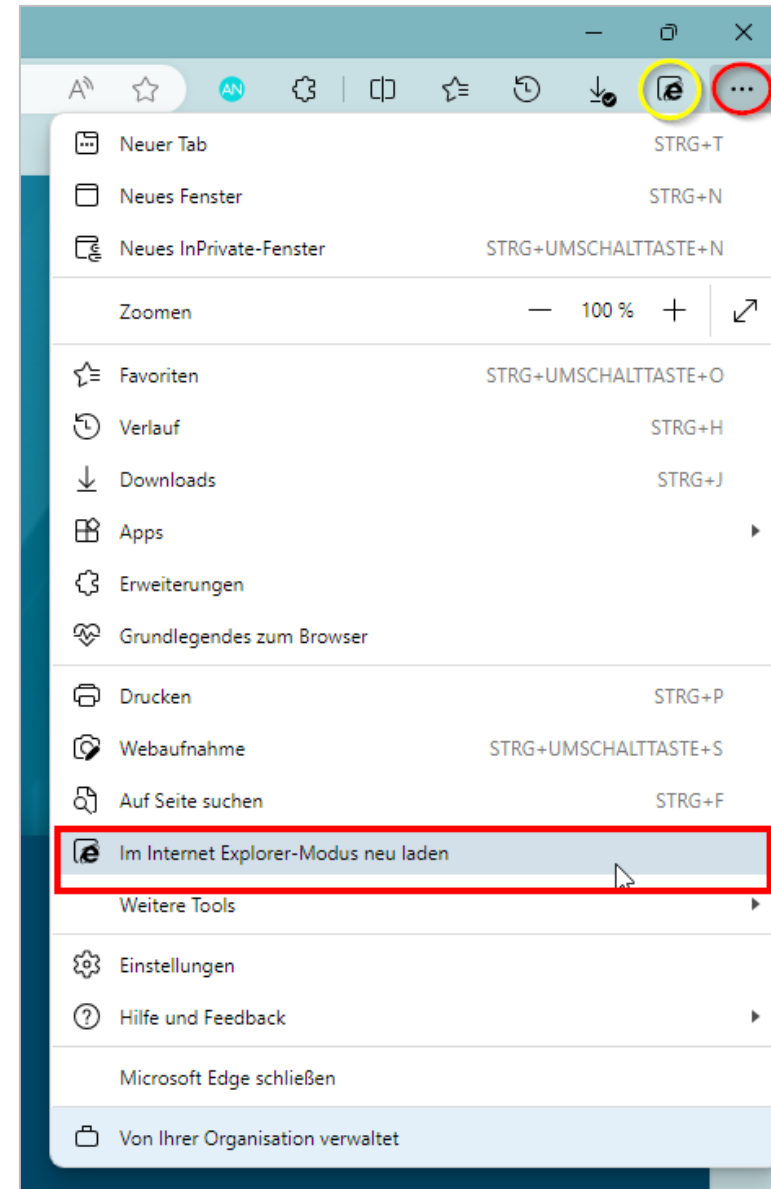 AN
Neuer Tab STRG+T
Neues Fenster STRG+N
Neues InPrivate-Fenster STRG+UMSCHALTTASTE+N
Zoomen — 100 % +
Favoriten STRG+UMSCHALTTASTE+O
Verlauf STRG+H
Downloads STRG+J
Apps
Erweiterungen
Grundlegendes zum Browser
Drucken STRG+P
Webaufnahme STRG+UMSCHALTTASTE+S
Auf Seite suchen STRG+F
Im Internet Explorer-Modus neu laden
Weitere Tools
Einstellungen
Hilfe und Feedback
Microsoft Edge schließen
Von Ihrer Organisation verwaltet